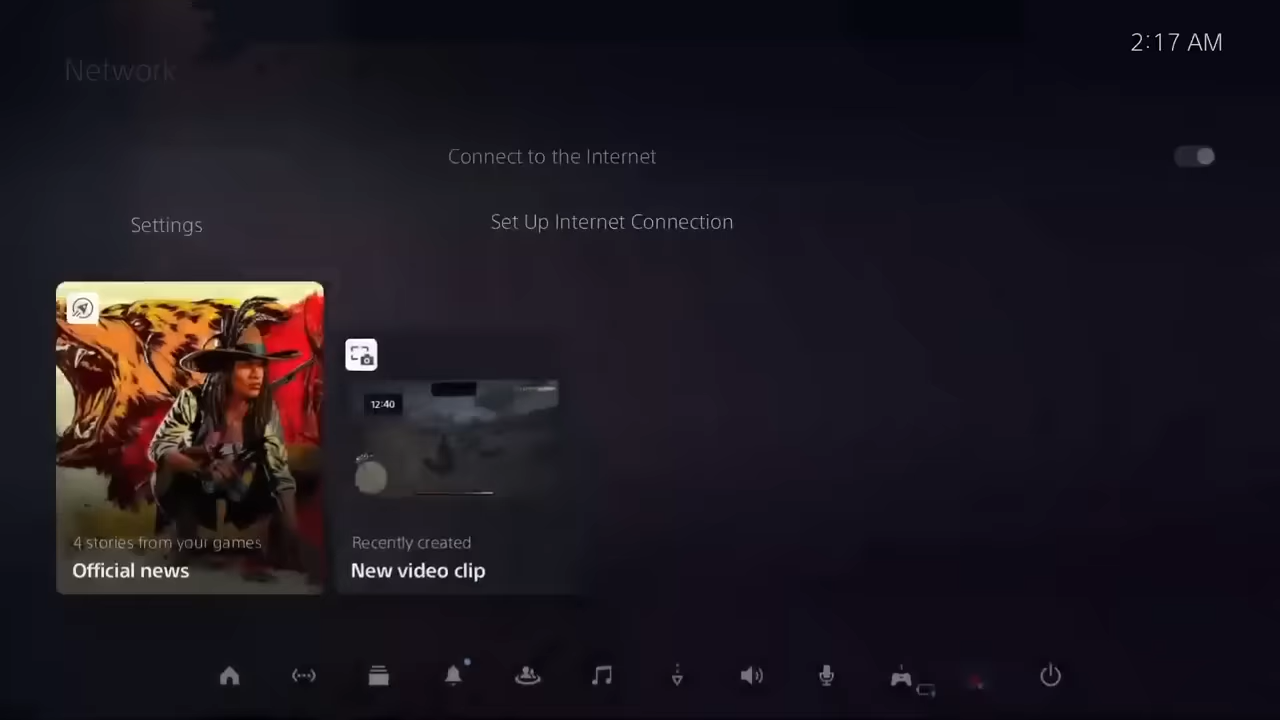 2:17 AM
Network
Connect to the Internet
Settings
Set Up Internet Connection
12:40
4 stories from your games
Official news
Recently created
New video clip